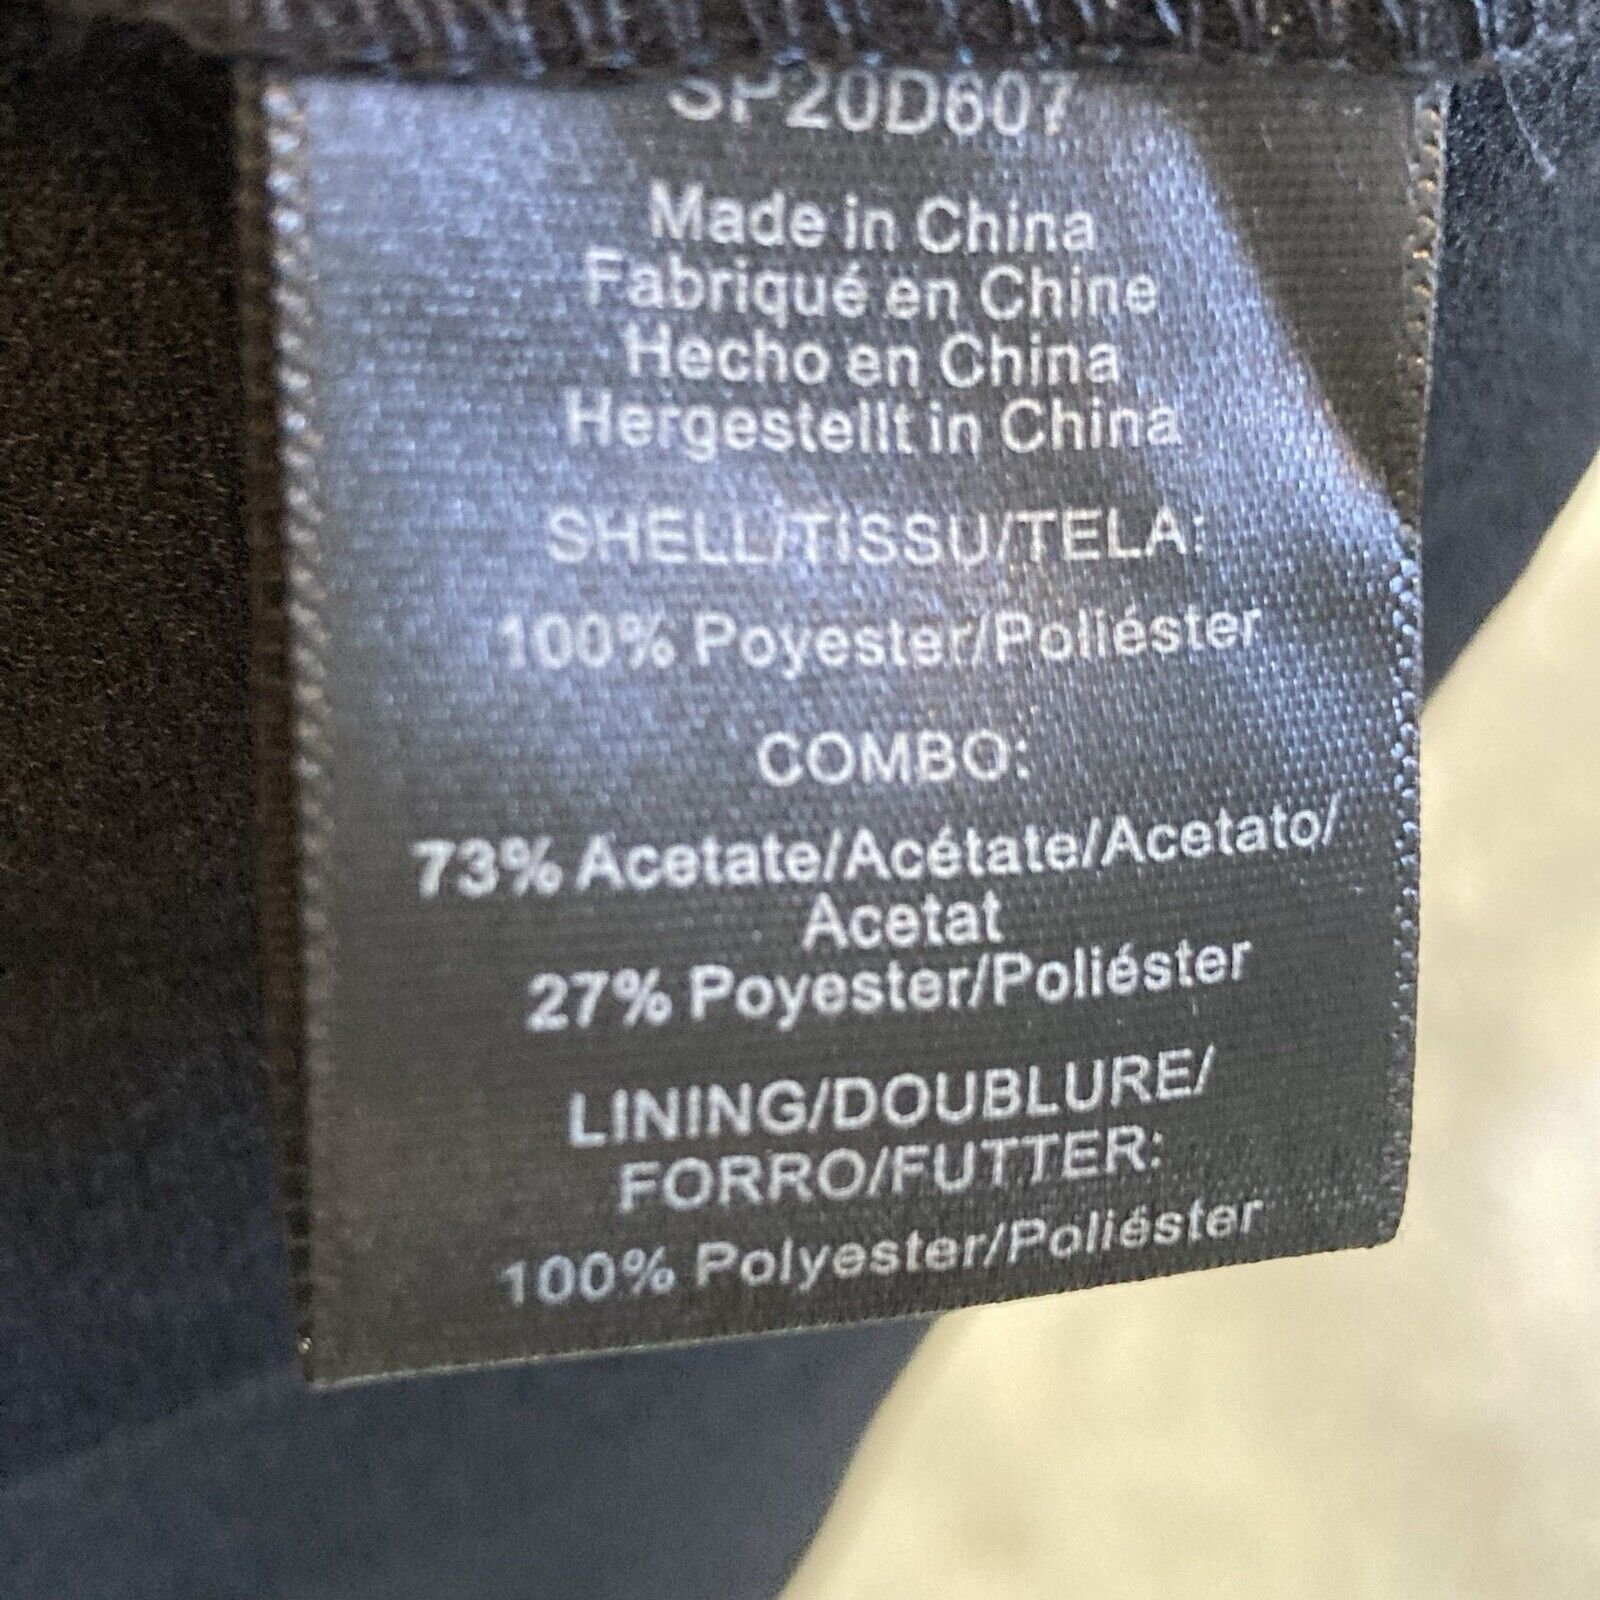 SP20D607
Made in China
Fabriqué en Chine
Hecho en China
Hergestellt in China
SHELL/TISSU/TELA:
100% Poyester/Poliéster
COMBO:
73% Acetate/Acétate/Acetato/
Acetat
27% Poyester/Poliéster
LINING/DOUBLURE/
FORRO/FUTTER:
100% Polyester/Poliéster